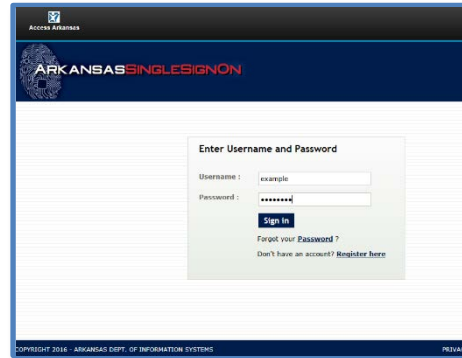 Access Arkansas
ARKANSASSINGLESIGNON
Enter Username and Password
Username : example
Password : ••••••••
Sign In
Forgot your Password ?
Don't have an account? Register here
COPYRIGHT 2016 - ARKANSAS DEPT. OF INFORMATION SYSTEMS PRIVA